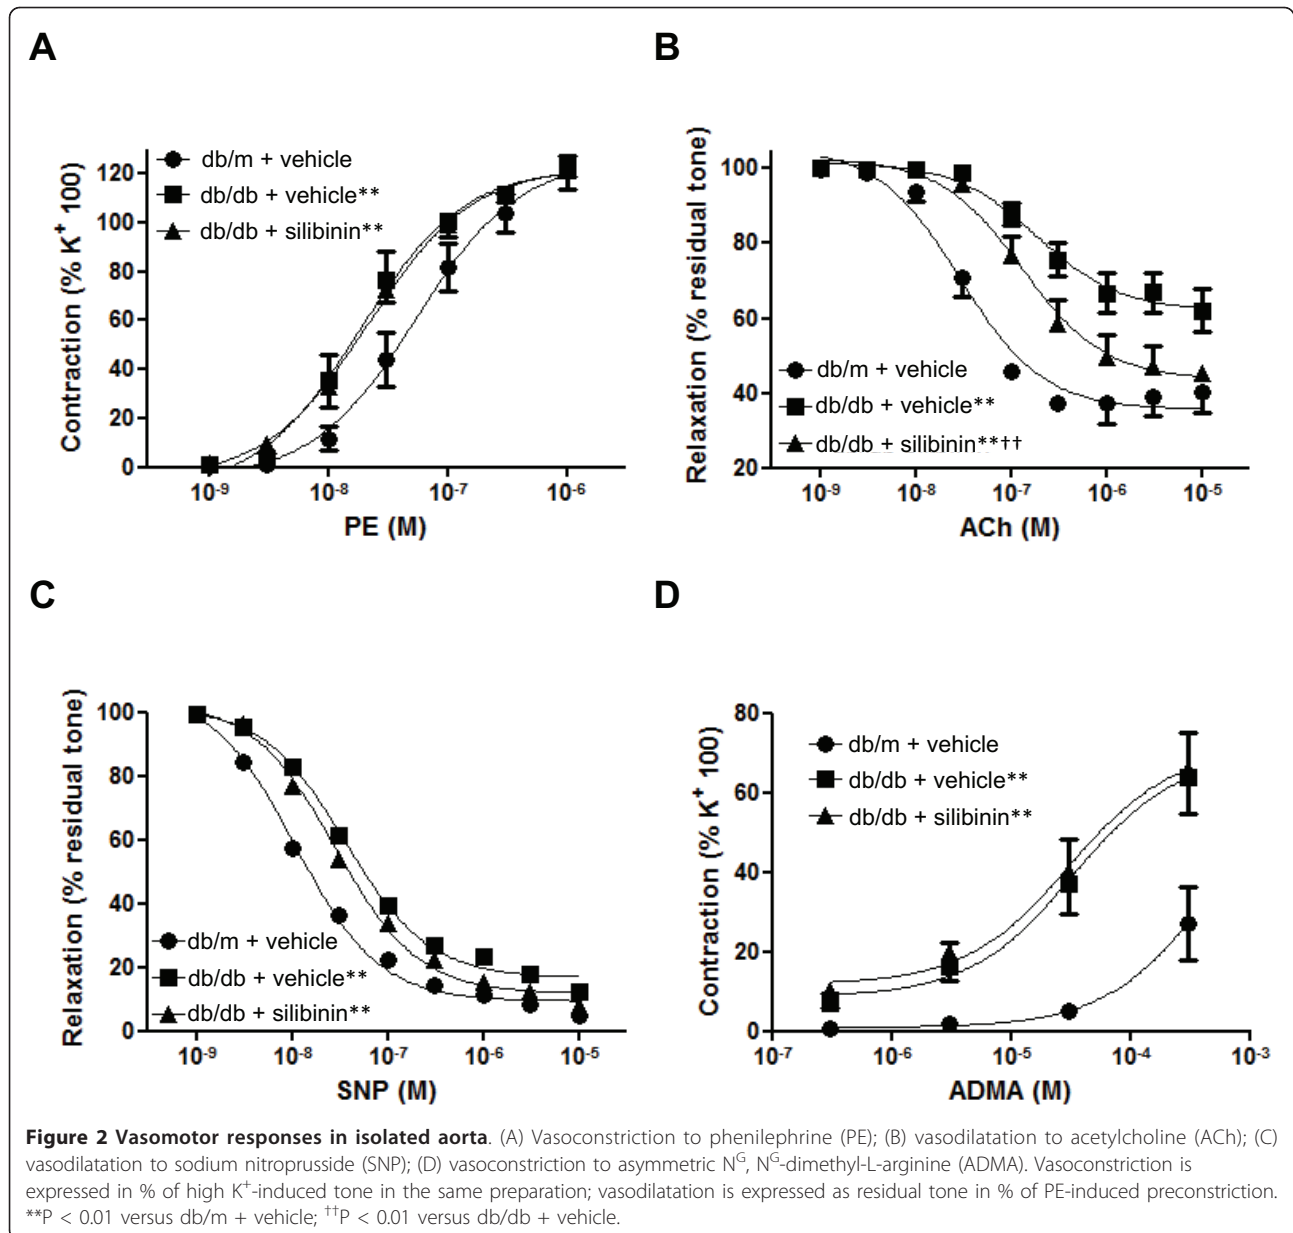 A
Contraction (% K⁺ 100)
120
100
80
60
40
20
0
db/m + vehicle
db/db + vehicle**
db/db + silibinin**
10⁻⁹ 10⁻⁸ 10⁻⁷ 10⁻⁶
PE (M)
B
Relaxation (% residual tone)
100
80
60
40
20
db/m + vehicle
db/db + vehicle**
db/db + silibinin**††
10⁻⁹ 10⁻⁸ 10⁻⁷ 10⁻⁶ 10⁻⁵
ACh (M)
C
Relaxation (% residual tone)
100
80
60
40
20
0
db/m + vehicle
db/db + vehicle**
db/db + silibinin**
10⁻⁹ 10⁻⁸ 10⁻⁷ 10⁻⁶ 10⁻⁵
SNP (M)
D
Contraction (% K⁺ 100)
80
60
40
20
0
db/m + vehicle
db/db + vehicle**
db/db + silibinin**
10⁻⁷ 10⁻⁶ 10⁻⁵ 10⁻⁴ 10⁻³
ADMA (M)
Figure 2 Vasomotor responses in isolated aorta. (A) Vasoconstriction to phenilephrine (PE); (B) vasodilatation to acetylcholine (ACh); (C)
vasodilatation to sodium nitroprusside (SNP); (D) vasoconstriction to asymmetric Nᴳ, Nᴳ-dimethyl-L-arginine (ADMA). Vasoconstriction is
expressed in % of high K⁺-induced tone in the same preparation; vasodilatation is expressed as residual tone in % of PE-induced preconstriction.
**P < 0.01 versus db/m + vehicle; ††P < 0.01 versus db/db + vehicle.